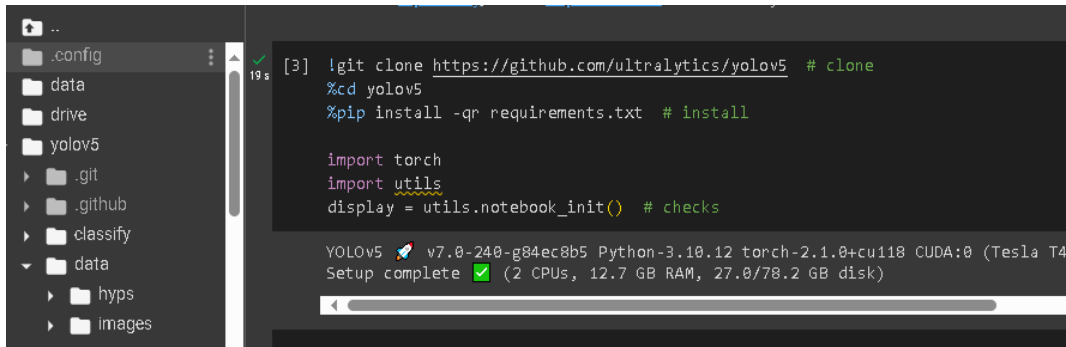 ..
.config
data
drive
yolov5
.git
.github
classify
data
hyps
images
19 s
[3] !git clone https://github.com/ultralytics/yolov5 # clone
%cd yolov5
%pip install -qr requirements.txt # install
import torch
import utils
display = utils.notebook_init() # checks
YOLOv5 🚀 v7.0-240-g84ec8b5 Python-3.10.12 torch-2.1.0+cu118 CUDA:0 (Tesla T4
Setup complete ✅ (2 CPUs, 12.7 GB RAM, 27.0/78.2 GB disk)